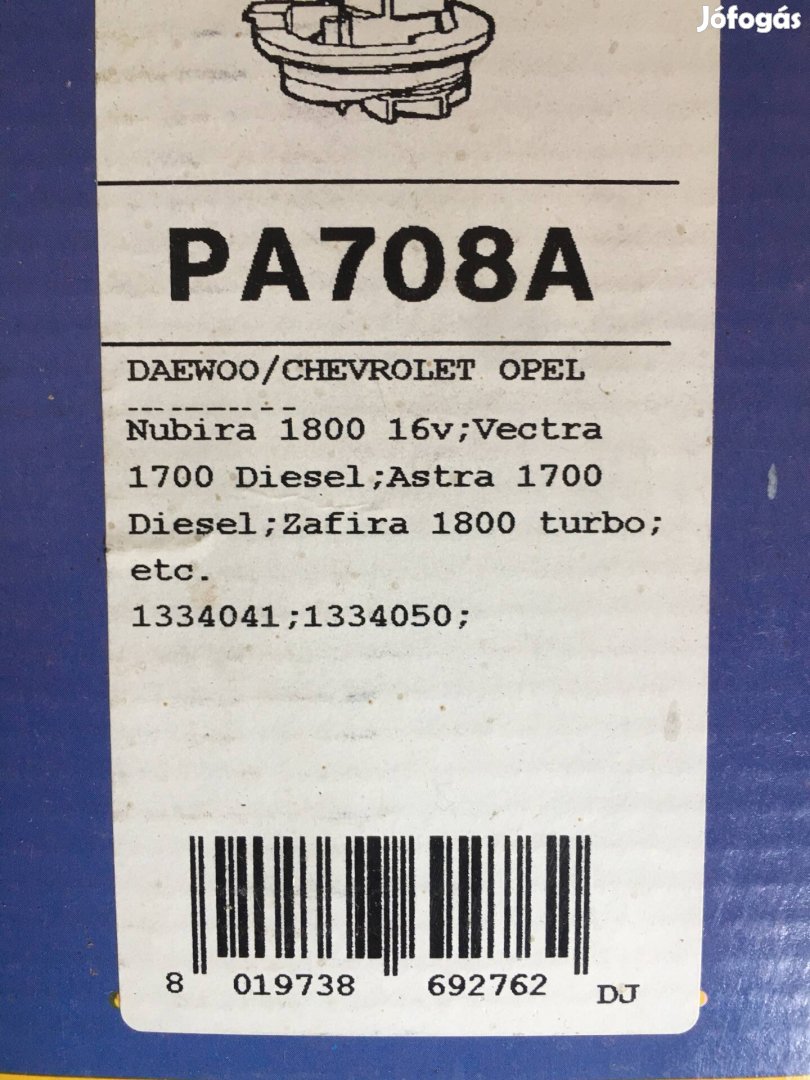 Jófogás
PA708A
DAEWOO/CHEVROLET OPEL
Nubira 1800 16v;Vectra
1700 Diesel;Astra 1700
Diesel;Zafira 1800 turbo;
etc.
1334041;1334050;
8 019738 692762 DJ